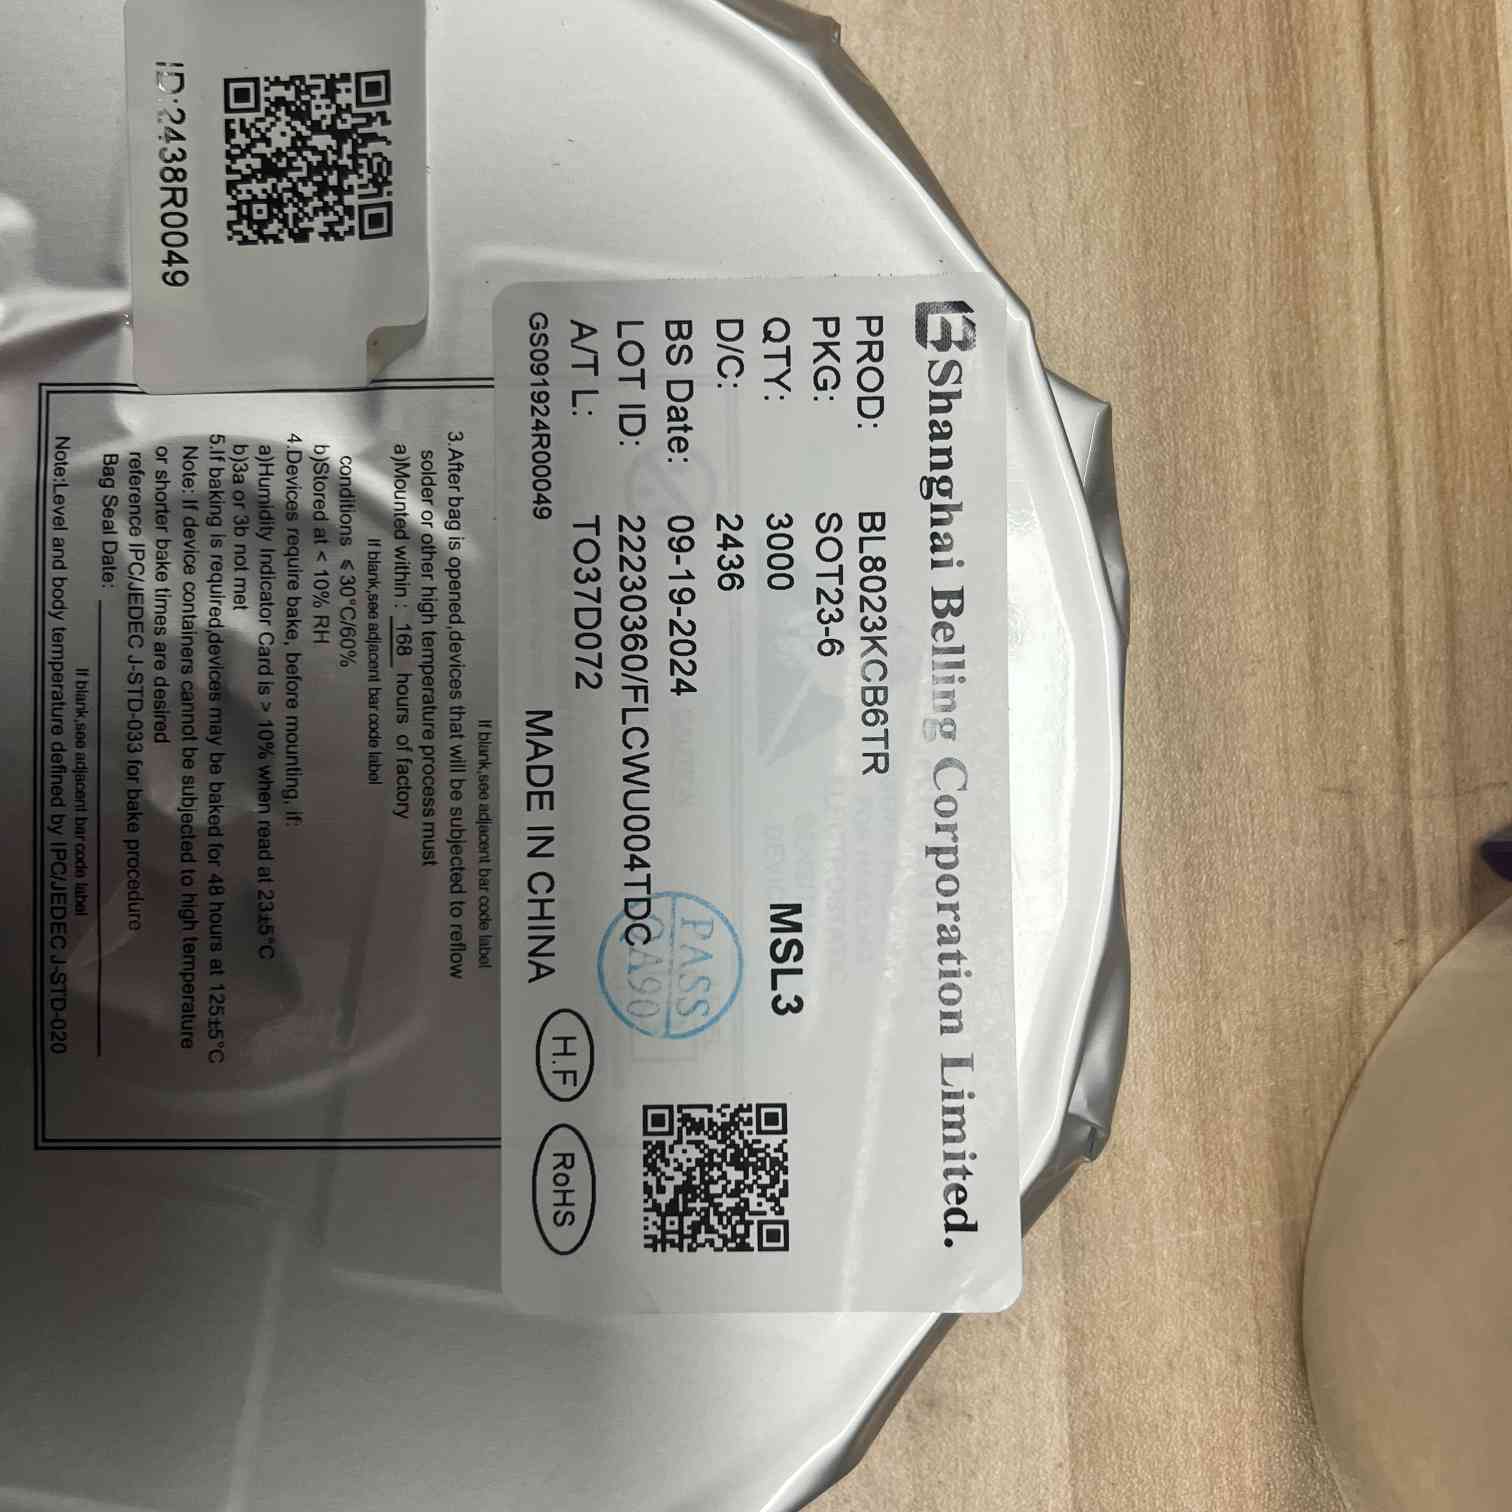 Shanghai Belling Corporation Limited.
PROD: BL8023KCB6TR
PKG: SOT23-6
QTY: 3000 MSL3
D/C: 2436
BS Date: 09-19-2024
LOT ID: 22230360/FLCWU004TDC
A/T L: TO37D072
GS091924R00049 MADE IN CHINA H.F RoHS
PASS
QA90
If blank,see adjacent bar code label
3.After bag is opened,devices that will be subjected to reflow
solder or other high temperature process must
a)Mounted within : 168 hours of factory
If blank,see adjacent bar code label
conditions ≤30°C/60%
b)Stored at < 10% RH
4.Devices require bake, before mounting, if:
a)Humidity Indicator Card is > 10% when read at 23±5°C
b)3a or 3b not met
5.If baking is required,devices may be baked for 48 hours at 125±5°C
Note: If device containers cannot be subjected to high temperature
or shorter bake times are desired
reference IPC/JEDEC J-STD-033 for bake procedure
Bag Seal Date:
If blank,see adjacent bar code label
Note:Level and body temperature defined by IPC/JEDEC J-STD-020
ID:2438R0049